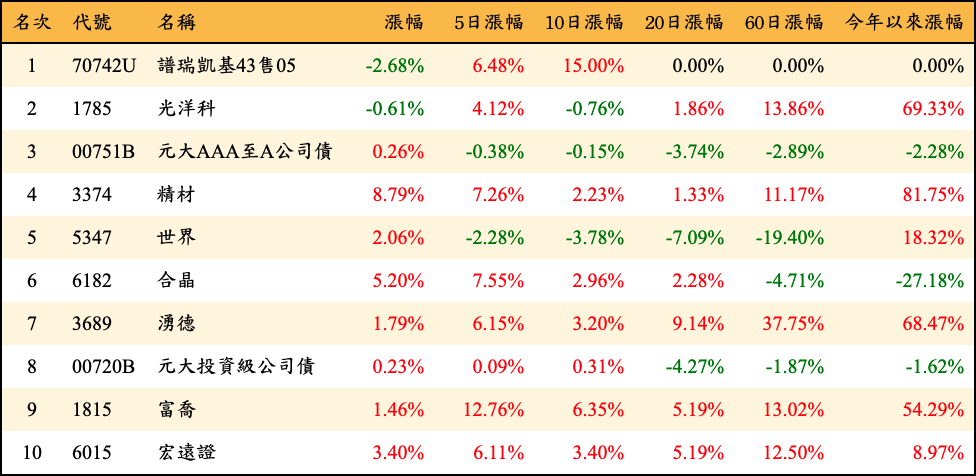 名次 代號 名稱 漲幅 5日漲幅 10日漲幅 20日漲幅 60日漲幅 今年以來漲幅
1 70742U 譜瑞凱基43售05 -2.68% 6.48% 15.00% 0.00% 0.00% 0.00%
2 1785 光洋科 -0.61% 4.12% -0.76% 1.86% 13.86% 69.33%
3 00751B 元大AAA至A公司債 0.26% -0.38% -0.15% -3.74% -2.89% -2.28%
4 3374 精材 8.79% 7.26% 2.23% 1.33% 11.17% 81.75%
5 5347 世界 2.06% -2.28% -3.78% -7.09% -19.40% 18.32%
6 6182 合晶 5.20% 7.55% 2.96% 2.28% -4.71% -27.18%
7 3689 湧德 1.79% 6.15% 3.20% 9.14% 37.75% 68.47%
8 00720B 元大投資級公司債 0.23% 0.09% 0.31% -4.27% -1.87% -1.62%
9 1815 富喬 1.46% 12.76% 6.35% 5.19% 13.02% 54.29%
10 6015 宏遠證 3.40% 6.11% 3.40% 5.19% 12.50% 8.97%